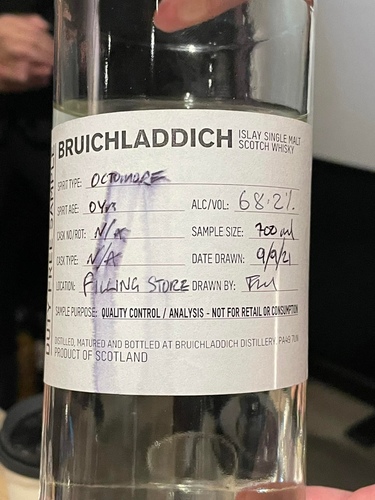 BRUICHLADDICH ISLAY SINGLE MALT SCOTCH WHISKY
SPIRIT TYPE: OCTOMORE
SPIRIT AGE: 0 Yrs ALC/VOL: 68.2%
CASK NO/ROT: N/A SAMPLE SIZE: 700ml
CASK TYPE: N/A DATE DRAWN: 9/9/21
LOCATION: FILLING STORE DRAWN BY:
SAMPLE PURPOSE: QUALITY CONTROL / ANALYSIS - NOT FOR RETAIL OR CONSUMPTION
DISTILLED, MATURED AND BOTTLED AT BRUICHLADDICH DISTILLERY, PA49 7UN
PRODUCT OF SCOTLAND
DUTY FREE SAMPLE